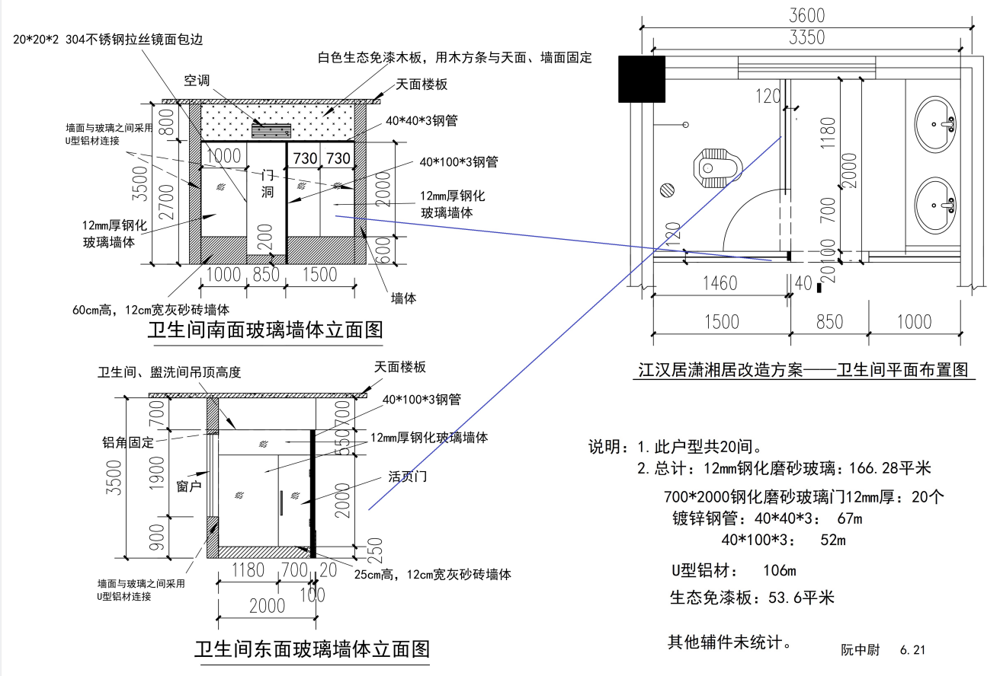 20*20*2 304不锈钢拉丝镜面包边
白色生态免漆木板，用木方条与天面、墙面固定
空调
天面楼板
墙面与玻璃之间采用
U型铝材连接
40*40*3钢管
40*100*3钢管
12mm厚钢化
玻璃墙体
门
洞
12mm厚钢化
玻璃墙体
800
3500
2700
1000
730
730
2000
200
600
1000
850
1500
墙体
60cm高，12cm宽灰砂砖墙体
卫生间南面玻璃墙体立面图
3600
3350
120
1180
2000
700
120
100
20
1460
40
1500
850
1000
江汉居潇湘居改造方案——卫生间平面布置图
卫生间、盥洗间吊顶高度
天面楼板
40*100*3钢管
12mm厚钢化玻璃墙体
铝角固定
窗户
活页门
700
3500
1900
900
700
550
2000
250
1180
700
20
100
2000
墙面与玻璃之间采用
U型铝材连接
25cm高，12cm宽灰砂砖墙体
卫生间东面玻璃墙体立面图
说明：1.此户型共20间。
2.总计：12mm钢化磨砂玻璃：166.28平米
700*2000钢化磨砂玻璃门12mm厚：20个
镀锌钢管：40*40*3： 67m
40*100*3： 52m
U型铝材： 106m
生态免漆板：53.6平米
其他辅件未统计。
阮中尉 6.21